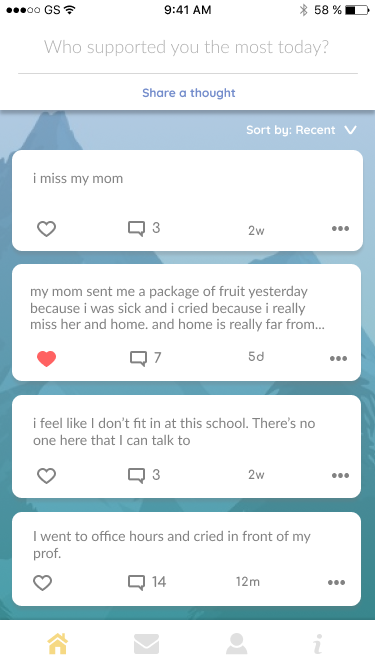 GS 9:41 AM 58 %
Who supported you the most today?
Share a thought
Sort by: Recent
i miss my mom
3 2w
my mom sent me a package of fruit yesterday
because i was sick and i cried because i really
miss her and home. and home is really far from...
7 5d
i feel like I don't fit in at this school. There's no
one here that I can talk to
3 2w
I went to office hours and cried in front of my
prof.
14 12m